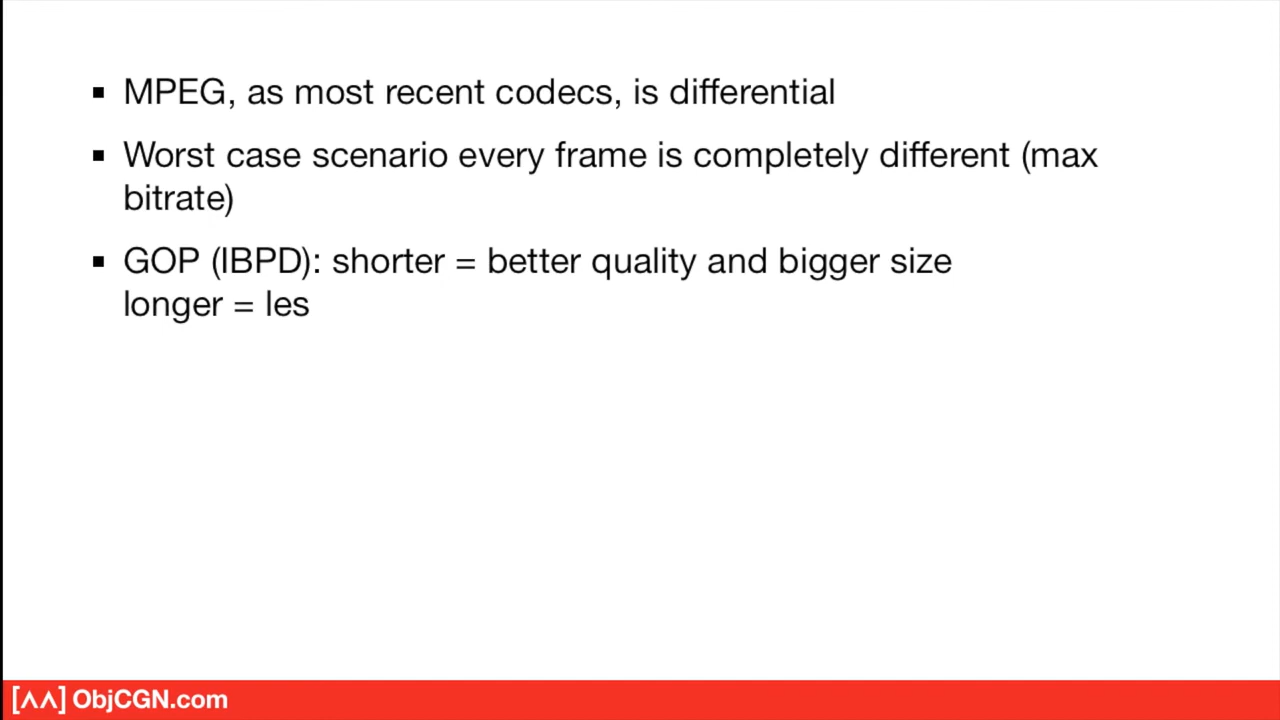 ▪ MPEG, as most recent codecs, is differential
▪ Worst case scenario every frame is completely different (max
bitrate)
▪ GOP (IBPD): shorter = better quality and bigger size
longer = les
[ʌʌ] ObjCGN.com